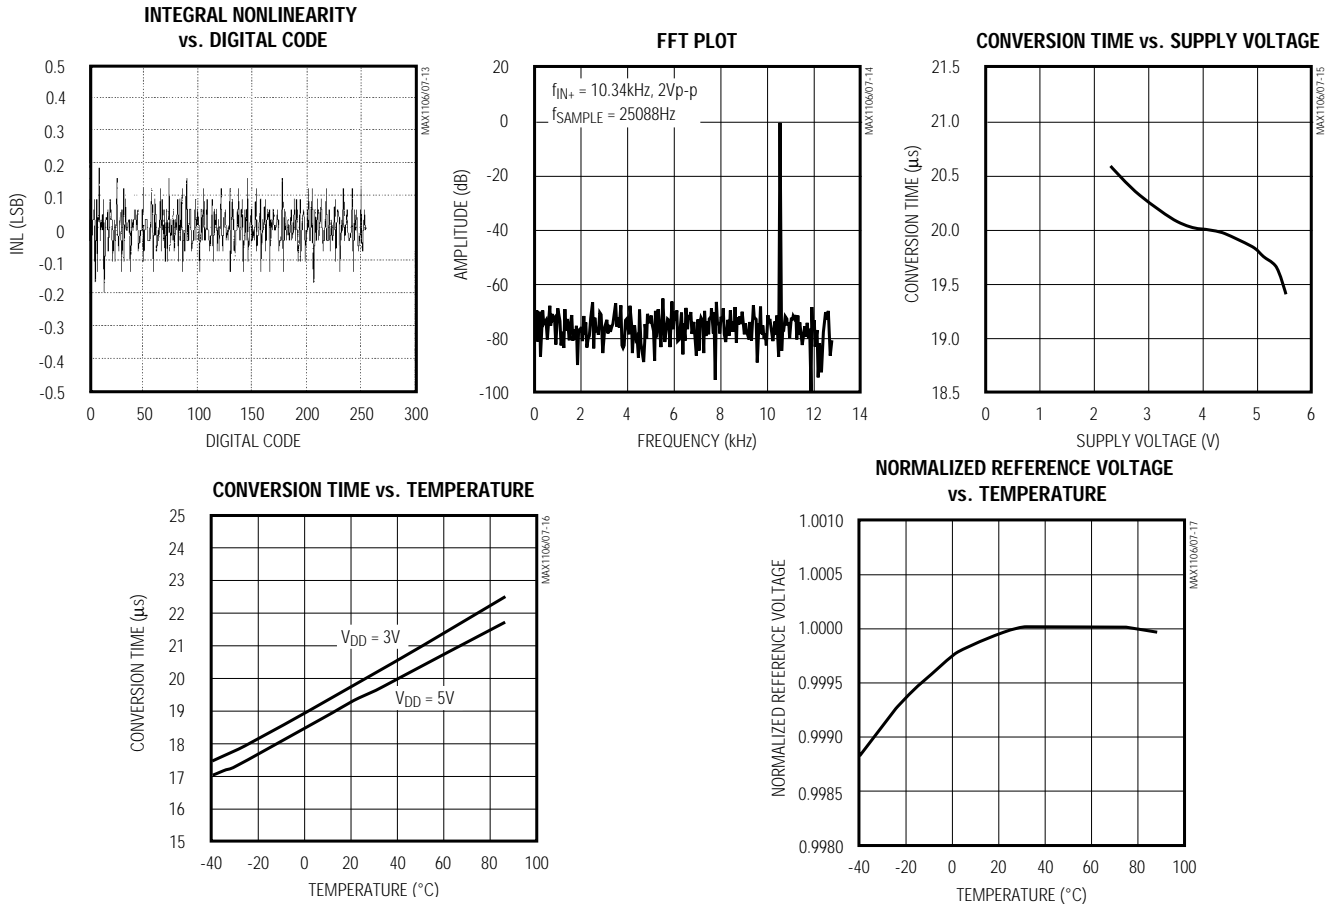 INTEGRAL NONLINEARITY
vs. DIGITAL CODE
0.5
0.4
0.3
0.2
0.1
0
-0.1
-0.2
-0.3
-0.4
-0.5
INL (LSB)
0 50 100 150 200 250 300
DIGITAL CODE
MAX1106/07-13
FFT PLOT
20
0
-20
-40
-60
-80
-100
AMPLITUDE (dB)
fIN+ = 10.34kHz, 2Vp-p
fSAMPLE = 25088Hz
0 2 4 6 8 10 12 14
FREQUENCY (kHz)
MAX1106/07-14
CONVERSION TIME vs. SUPPLY VOLTAGE
21.5
21.0
20.5
20.0
19.5
19.0
18.5
CONVERSION TIME (µs)
0 1 2 3 4 5 6
SUPPLY VOLTAGE (V)
MAX1106/07-15
CONVERSION TIME vs. TEMPERATURE
25
24
23
22
21
20
19
18
17
16
15
CONVERSION TIME (µs)
VDD = 3V
VDD = 5V
-40 -20 0 20 40 60 80 100
TEMPERATURE (°C)
MAX1106/07-16
NORMALIZED REFERENCE VOLTAGE
vs. TEMPERATURE
1.0010
1.0005
1.0000
0.9995
0.9990
0.9985
0.9980
NORMALIZED REFERENCE VOLTAGE
-40 -20 0 20 40 60 80 100
TEMPERATURE (°C)
MAX1106/07-17